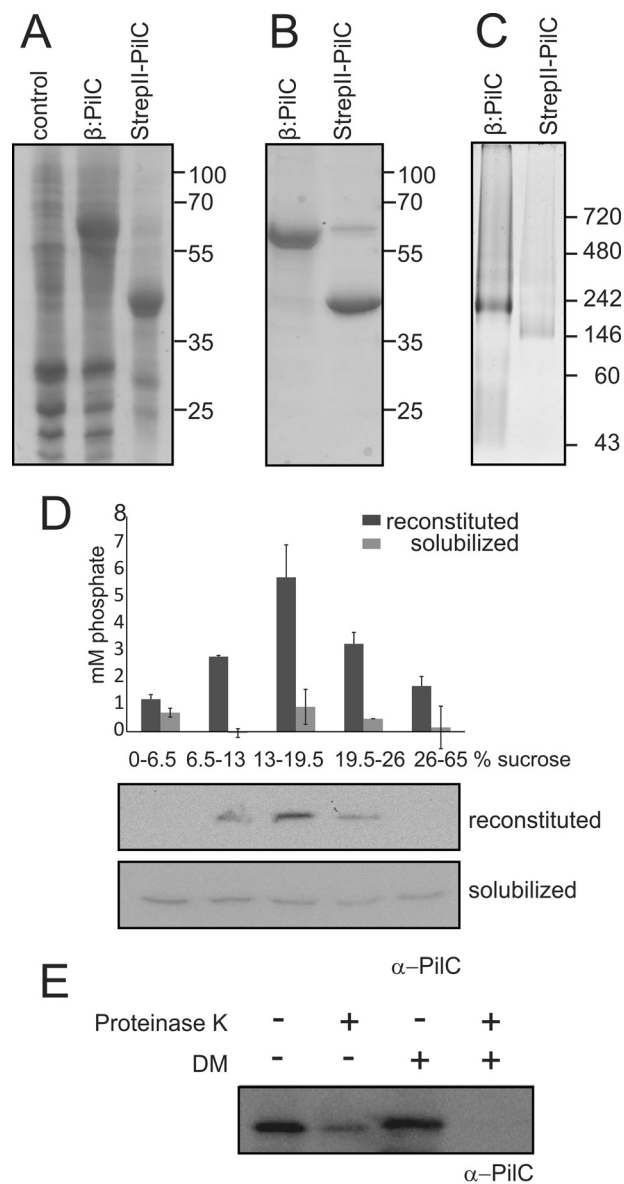 A
B
C
control
β:PilC
StrepII-PilC
β:PilC
StrepII-PilC
β:PilC
StrepII-PilC
100
70
55
35
25
100
70
55
35
25
720
480
242
146
60
43
D
8
7
6
5
4
3
2
1
0
mM phosphate
reconstituted
solubilized
0-6.5 6.5-13 13-19.5 19.5-26 26-65 % sucrose
reconstituted
solubilized
α–PilC
E
Proteinase K - + - +
DM - - + +
α–PilC